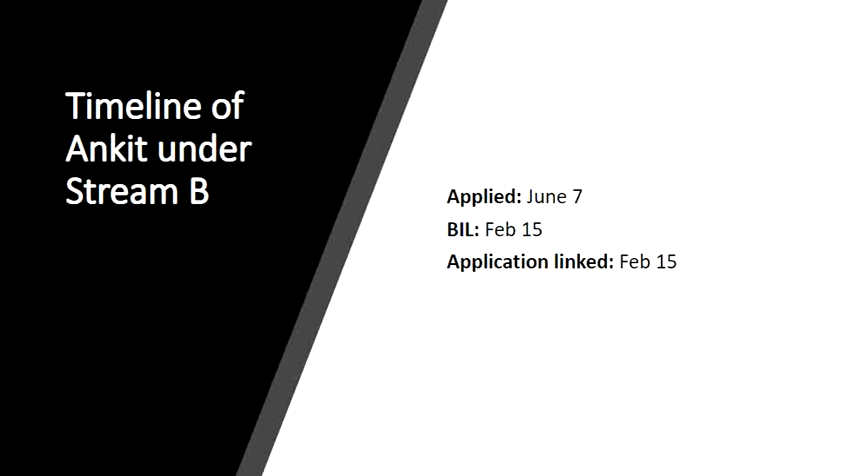 Timeline of
Ankit under
Stream B
Applied: June 7
BIL: Feb 15
Application linked: Feb 15